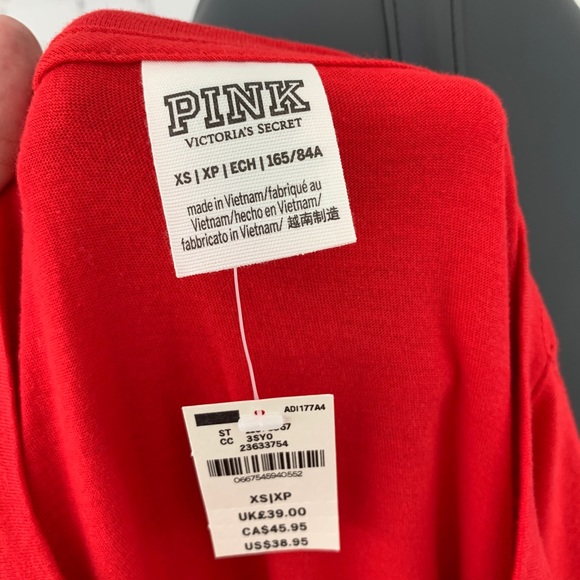 PINK
VICTORIA'S SECRET
XS | XP | ECH | 165/84A
made in Vietnam/fabriqué au
Vietnam/hecho en Vietnam/
fabbricato in Vietnam/ 越南制造
ADI177A4
ST
CC 3SY0
23633754
0667545940552
XS|XP
UK£39.00
CA$45.95
US$38.95